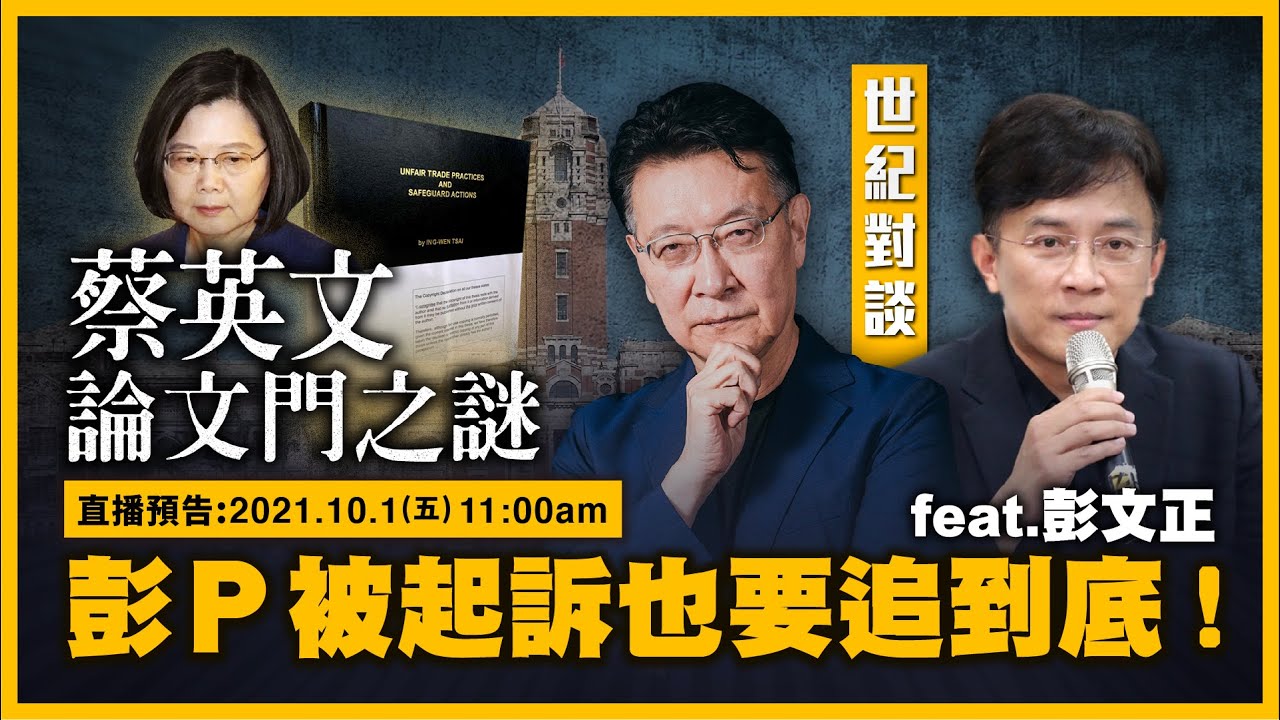 世紀對談
UNFAIR TRADE PRACTICES
AND
SAFEGUARD ACTIONS
by ING-WEN TSAI
蔡英文
論文門之謎
直播預告:2021.10.1(五) 11:00am
feat.彭文正
彭P被起訴也要追到底！